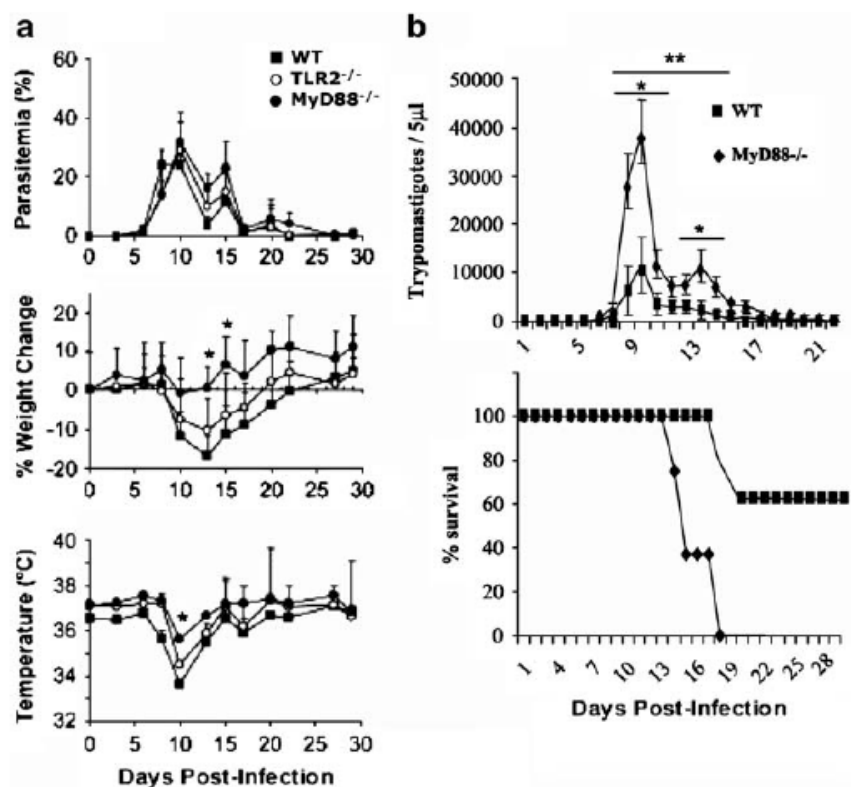 a
Parasitemia (%)
60
40
20
0
0 5 10 15 20 25 30
WT
TLR2-/-
MyD88-/-
% Weight Change
20
10
0
-10
-20
0 5 10 15 20 25 30
* *
Temperature (°C)
40
38
36
34
32
0 5 10 15 20 25 30
*
Days Post-Infection
b
Trypomastigotes / 5µl
50000
40000
30000
20000
10000
0
1 5 9 13 17 21
**
*
*
WT
MyD88-/-
% survival
100
80
60
40
20
0
1 4 7 10 13 16 19 22 25 28
Days Post-Infection